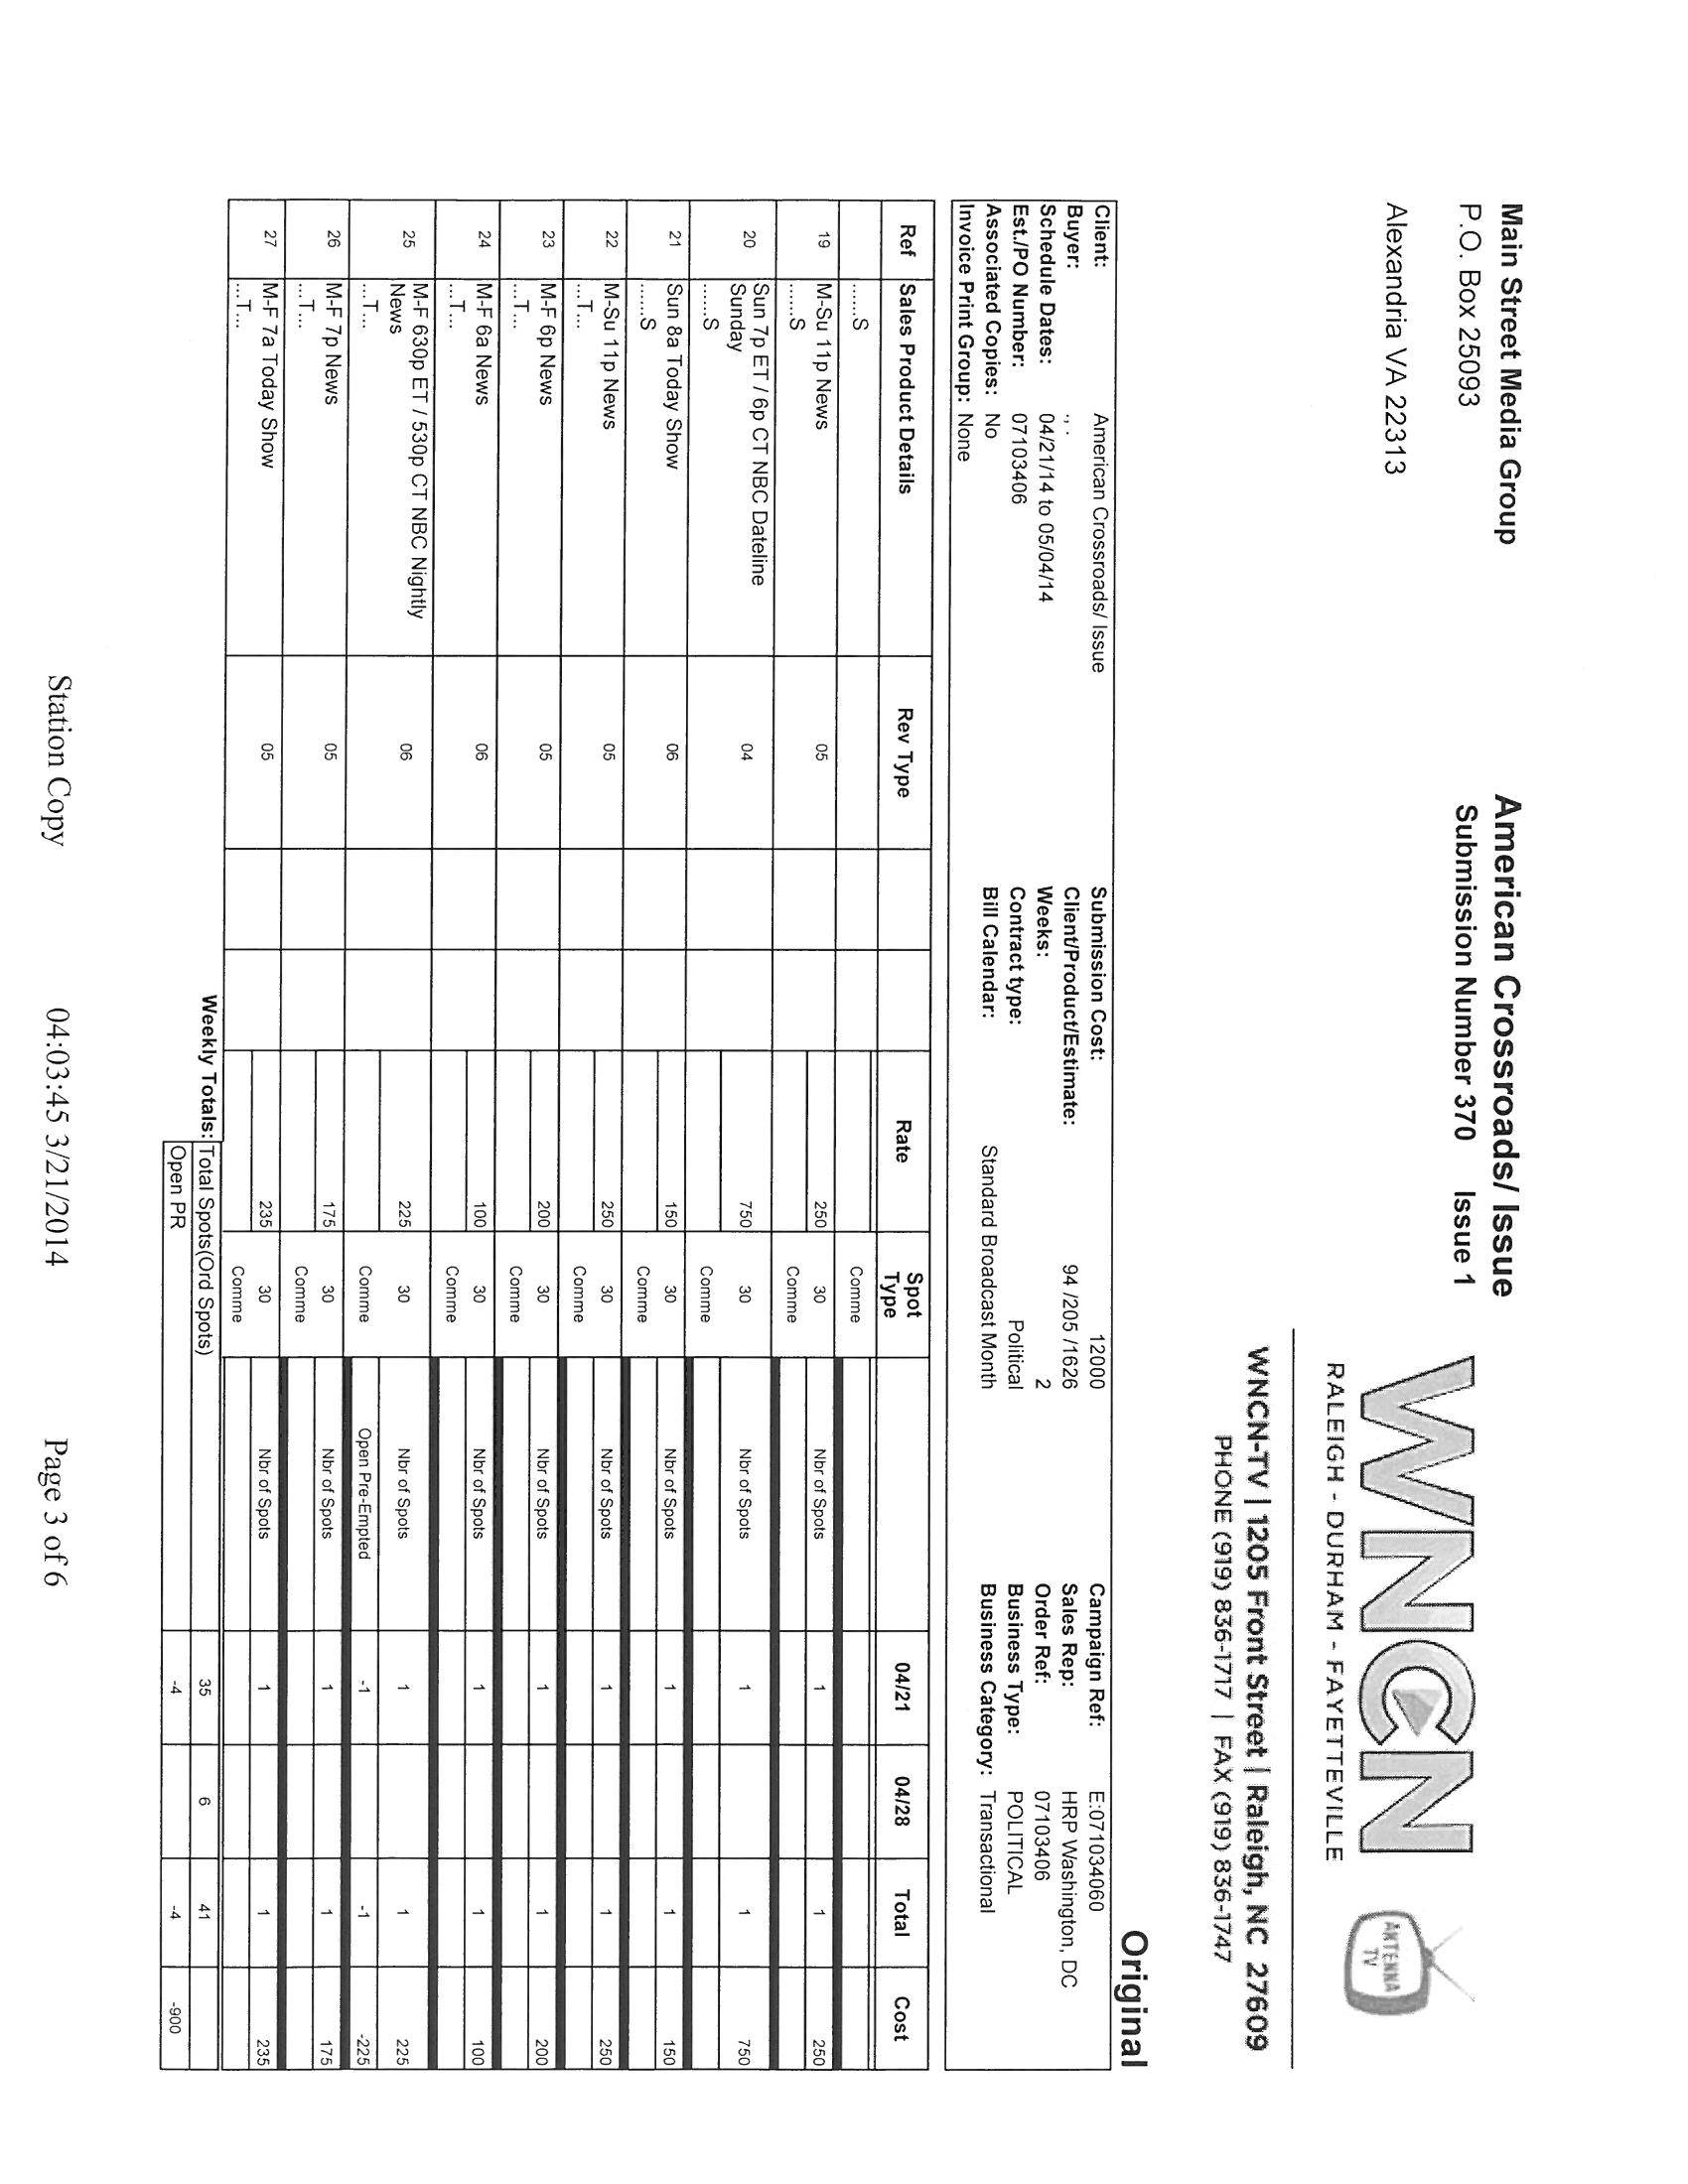 Main Street Media Group
P.O. Box 25093
Alexandria VA 22313
American Crossroads/ Issue
Submission Number 370 Issue 1
WNCN
RALEIGH - DURHAM - FAYETTEVILLE
ANTENNA
TV
WNCN-TV | 1205 Front Street | Raleigh, NC 27609
PHONE (919) 836-1717 | FAX (919) 836-1747
Original
Client: American Crossroads/ Issue Submission Cost: 12000 Campaign Ref: E:071034060
Buyer: ., . Client/Product/Estimate: 94 /205 /1626 Sales Rep: HRP Washington, DC
Schedule Dates: 04/21/14 to 05/04/14 Weeks: 2 Order Ref: 07103406
Est./PO Number: 07103406 Contract type: Political Business Type: POLITICAL
Associated Copies: No Bill Calendar: Standard Broadcast Month Business Category: Transactional
Invoice Print Group: None
Ref Sales Product Details Rev Type Rate Spot Type 04/21 04/28 Total Cost
......S Comme
19 M-Su 11p News 05 250 30 Nbr of Spots 1 1 250
......S Comme
20 Sun 7p ET / 6p CT NBC Dateline 04 750 30 Nbr of Spots 1 1 750
Sunday
......S Comme
21 Sun 8a Today Show 06 150 30 Nbr of Spots 1 1 150
......S Comme
22 M-Su 11p News 05 250 30 Nbr of Spots 1 1 250
...T... Comme
23 M-F 6p News 05 200 30 Nbr of Spots 1 1 200
...T... Comme
24 M-F 6a News 06 100 30 Nbr of Spots 1 1 100
...T... Comme
25 M-F 630p ET / 530p CT NBC Nightly 06 225 30 Nbr of Spots 1 1 225
News
...T... Comme Open Pre-Empted -1 -1 -225
26 M-F 7p News 05 175 30 Nbr of Spots 1 1 175
...T... Comme
27 M-F 7a Today Show 05 235 30 Nbr of Spots 1 1 235
...T... Comme
Weekly Totals: Total Spots(Ord Spots) 35 6 41
Open PR -4 -4 -900
Station Copy 04:03:45 3/21/2014 Page 3 of 6